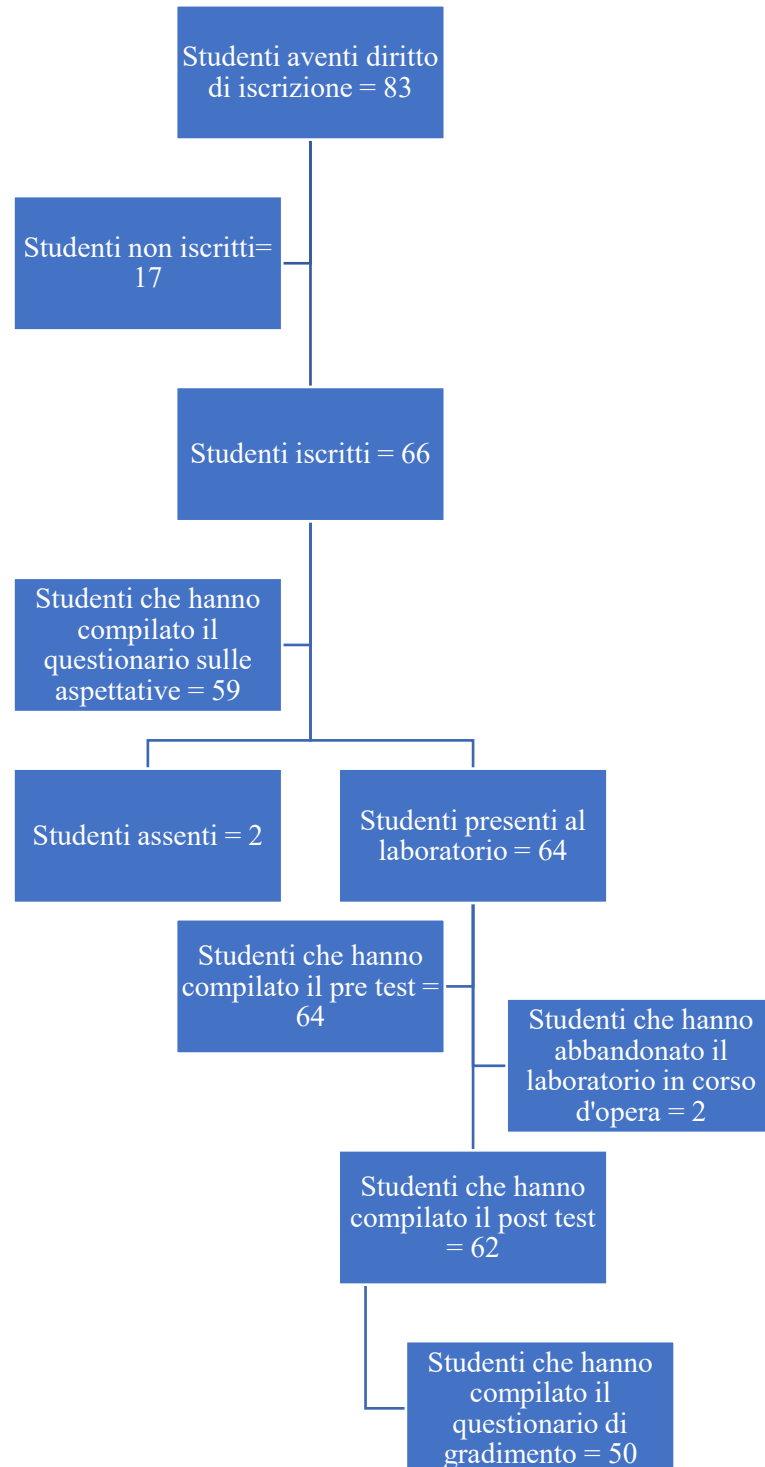 Studenti aventi diritto
di iscrizione = 83
Studenti non iscritti=
17
Studenti iscritti = 66
Studenti che hanno
compilato il
questionario sulle
aspettative = 59
Studenti assenti = 2
Studenti presenti al
laboratorio = 64
Studenti che hanno
compilato il pre test =
64
Studenti che hanno
abbandonato il
laboratorio in corso
d'opera = 2
Studenti che hanno
compilato il post test
= 62
Studenti che hanno
compilato il
questionario di
gradimento = 50